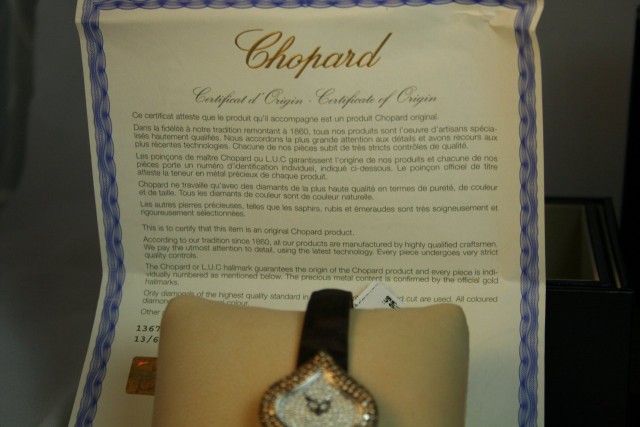 Chopard
Certificat d'Origin - Certificate of Origin
Ce certificat atteste que le produit qu'il accompagne est un produit Chopard original.
Dans la fidélité à notre tradition remontant à 1860, tous nos produits sont l'oeuvre d'artisans spécia-
lisés hautement qualifiés. Nous accordons la plus grande attention aux détails et avons recours aux
plus récentes technologies. Chacune de nos pièces subit de très stricts contrôles de qualité.
Les poinçons de maître Chopard ou L.U.C garantissent l'origine de nos produits et chacune de nos
pièces porte un numéro d'identification individuel, indiqué ci-dessous. Le poinçon officiel de titre
atteste la teneur en métal précieux de chaque produit.
Chopard ne travaille qu'avec des diamants de la plus haute qualité en termes de pureté, de couleur
et de taille. Tous les diamants de couleur sont de couleur naturelle.
Les autres pierres précieuses, telles que les saphirs, rubis et émeraudes sont très soigneusement et
rigoureusement sélectionnées.
This is to certify that this item is an original Chopard product.
According to our tradition since 1860, all our products are manufactured by highly qualified craftsmen.
We pay the utmost attention to detail, using the latest technology. Every piece undergoes very strict
quality controls.
The Chopard or L.U.C hallmark guarantees the origin of the Chopard product and every piece is indi-
vidually numbered as mentioned below. The precious metal content is confirmed by the official gold
hallmarks.
Only diamonds of the highest quality standard in cut are used. All coloured
colour.
Other
1367
13/6